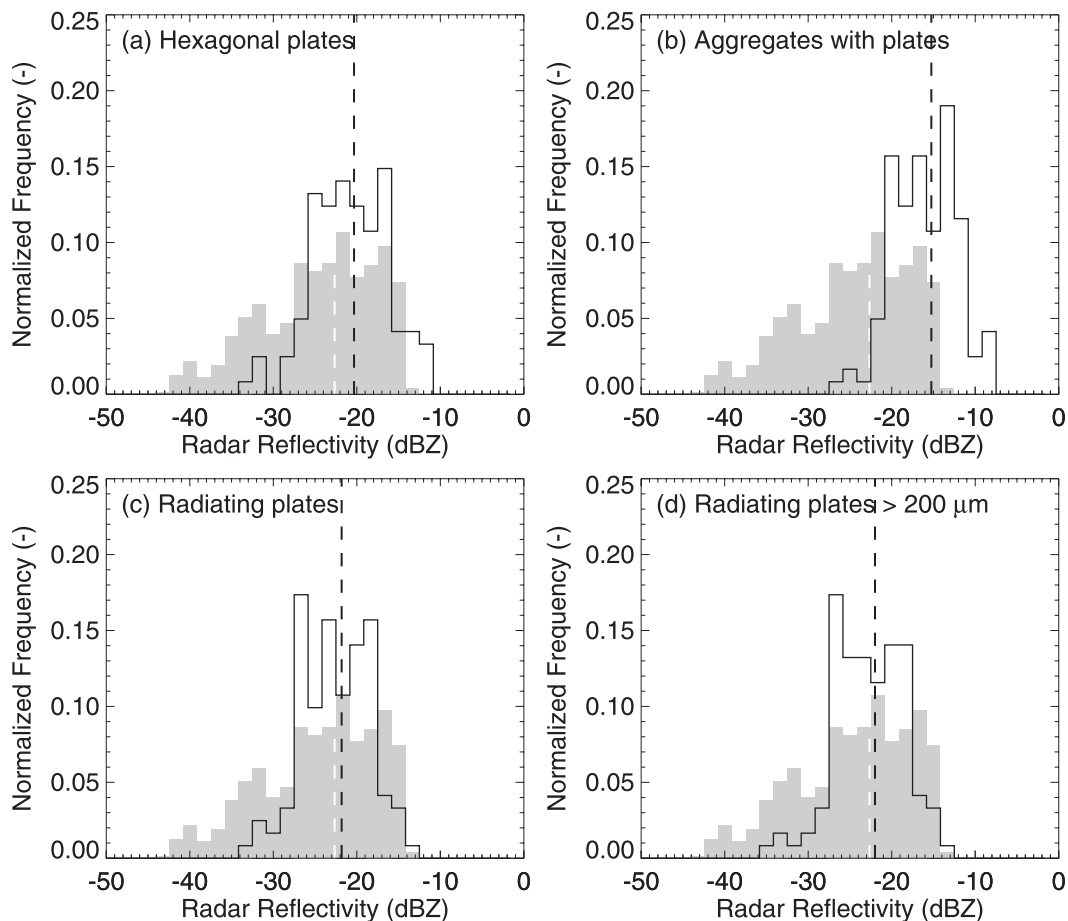 (a) Hexagonal plates
0.25
0.20
0.15
0.10
0.05
0.00
Normalized Frequency (-)
-50 -40 -30 -20 -10 0
Radar Reflectivity (dBZ)
(b) Aggregates with plates
0.25
0.20
0.15
0.10
0.05
0.00
Normalized Frequency (-)
-50 -40 -30 -20 -10 0
Radar Reflectivity (dBZ)
(c) Radiating plates
0.25
0.20
0.15
0.10
0.05
0.00
Normalized Frequency (-)
-50 -40 -30 -20 -10 0
Radar Reflectivity (dBZ)
(d) Radiating plates > 200 μm
0.25
0.20
0.15
0.10
0.05
0.00
Normalized Frequency (-)
-50 -40 -30 -20 -10 0
Radar Reflectivity (dBZ)